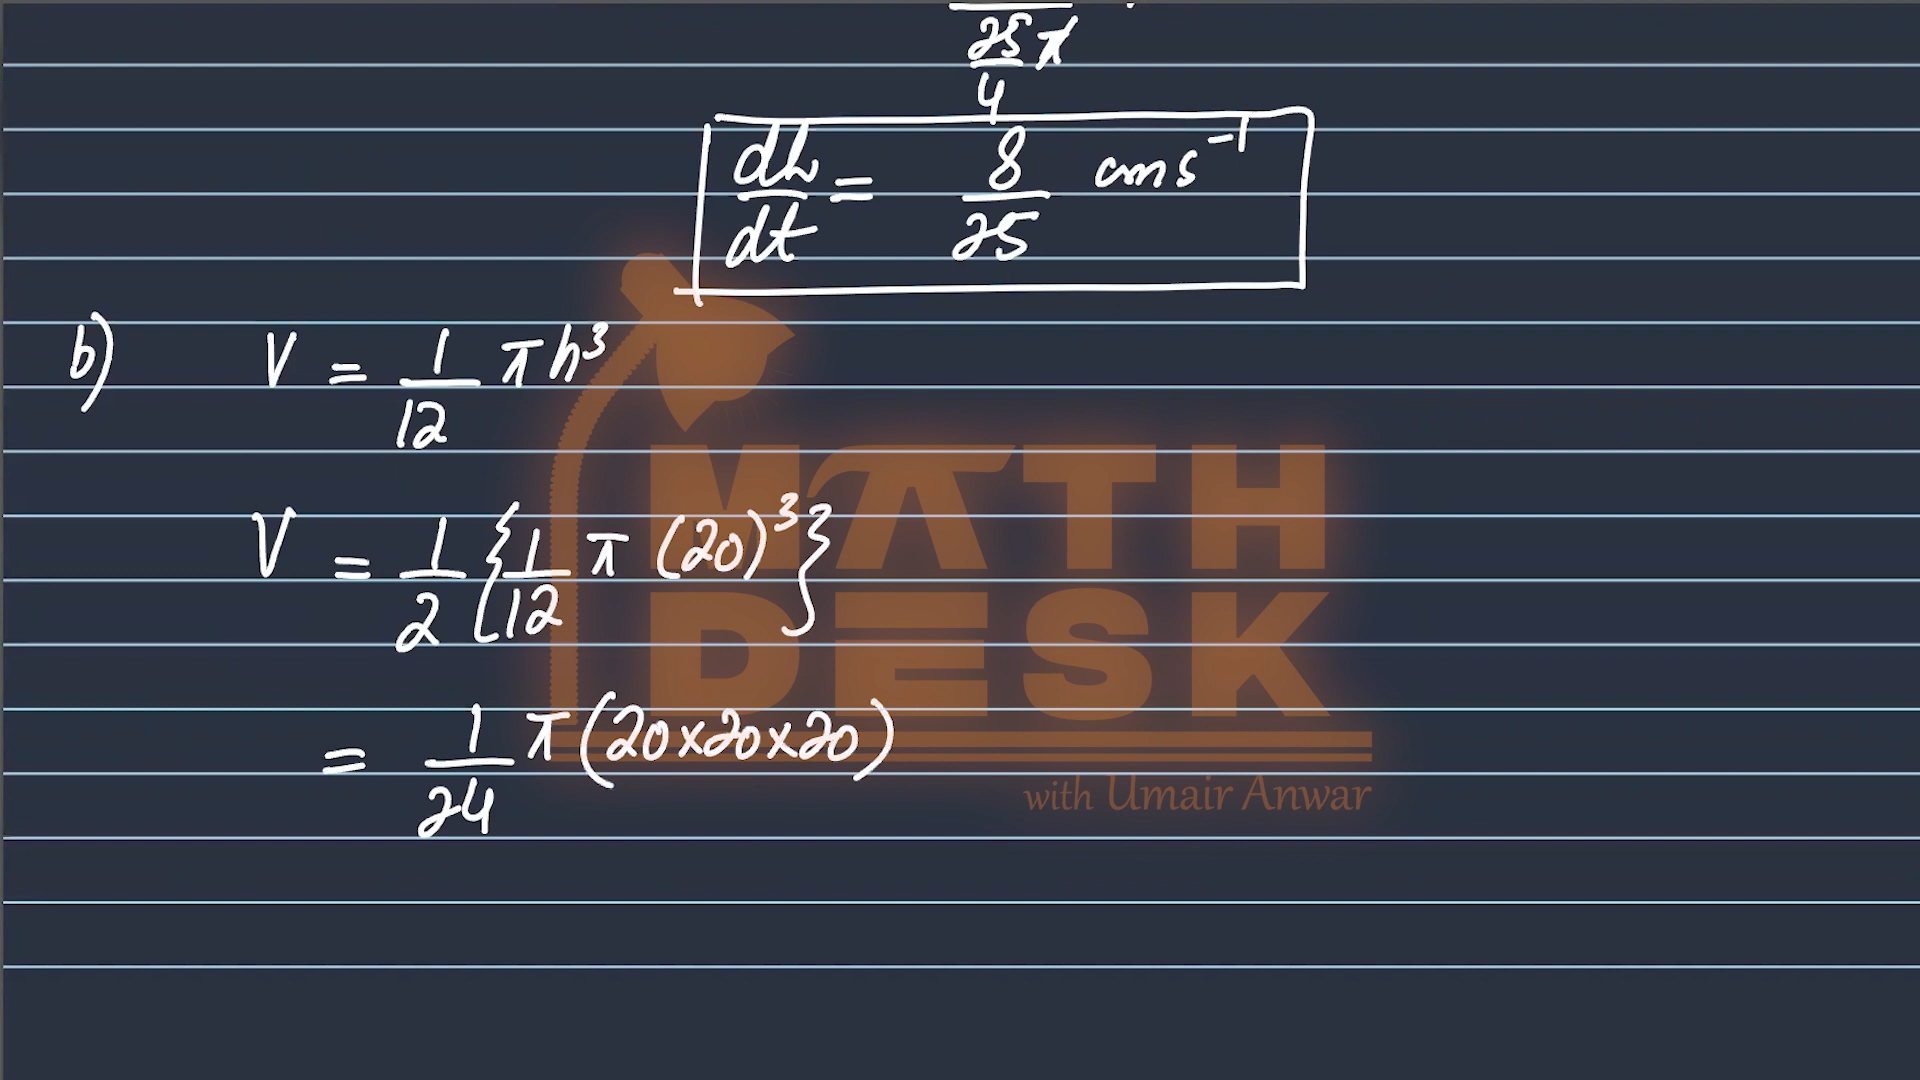 25π
4
dh/dt = 8/25 cms⁻¹
b) V = 1/12 πh³
V = 1/2 {1/12 π (20)³}
= 1/24 π (20×20×20)
MATH
DESK
with Umair Anwar